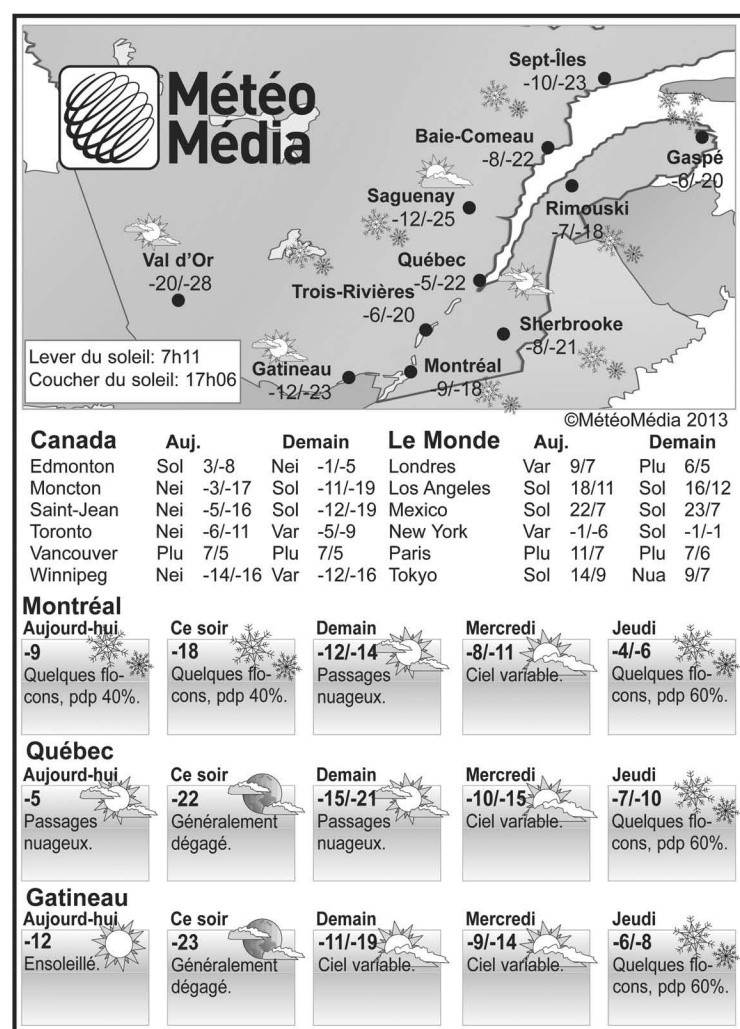 Météo
Média
Sept-Îles
-10/-23
Baie-Comeau
-8/-22
Gaspé
-6/-20
Saguenay
-12/-25
Rimouski
-7/-18
Val d'Or
-20/-28
Québec
-5/-22
Trois-Rivières
-6/-20
Sherbrooke
-8/-21
Lever du soleil: 7h11
Coucher du soleil: 17h06
Gatineau
-12/-23
Montréal
-9/-18
©MétéoMédia 2013
Canada Auj. Demain Le Monde Auj. Demain
Edmonton Sol 3/-8 Nei -1/-5 Londres Var 9/7 Plu 6/5
Moncton Nei -3/-17 Sol -11/-19 Los Angeles Sol 18/11 Sol 16/12
Saint-Jean Nei -5/-16 Sol -12/-19 Mexico Sol 22/7 Sol 23/7
Toronto Nei -6/-11 Var -5/-9 New York Var -1/-6 Sol -1/-1
Vancouver Plu 7/5 Plu 7/5 Paris Plu 11/7 Plu 7/6
Winnipeg Nei -14/-16 Var -12/-16 Tokyo Sol 14/9 Nua 9/7
Montréal
Aujourd-hui
-9
Quelques flo-
cons, pdp 40%.
Ce soir
-18
Quelques flo-
cons, pdp 40%.
Demain
-12/-14
Passages
nuageux.
Mercredi
-8/-11
Ciel variable.
Jeudi
-4/-6
Quelques flo-
cons, pdp 60%.
Québec
Aujourd-hui
-5
Passages
nuageux.
Ce soir
-22
Généralement
dégagé.
Demain
-15/-21
Passages
nuageux.
Mercredi
-10/-15
Ciel variable.
Jeudi
-7/-10
Quelques flo-
cons, pdp 60%.
Gatineau
Aujourd-hui
-12
Ensoleillé.
Ce soir
-23
Généralement
dégagé.
Demain
-11/-19
Ciel variable.
Mercredi
-9/-14
Ciel variable.
Jeudi
-6/-8
Quelques flo-
cons, pdp 60%.